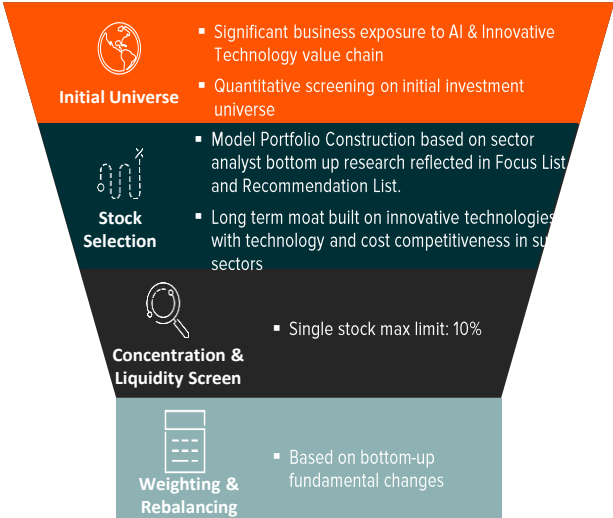 Initial Universe
▪ Significant business exposure to AI & Innovative
Technology value chain
▪ Quantitative screening on initial investment
universe
Stock
Selection
▪ Model Portfolio Construction based on sector
analyst bottom up research reflected in Focus List
and Recommendation List.
▪ Long term moat built on innovative technologies
with technology and cost competitiveness in
sectors
Concentration &
Liquidity Screen
▪ Single stock max limit: 10%
Weighting &
Rebalancing
▪ Based on bottom-up
fundamental changes